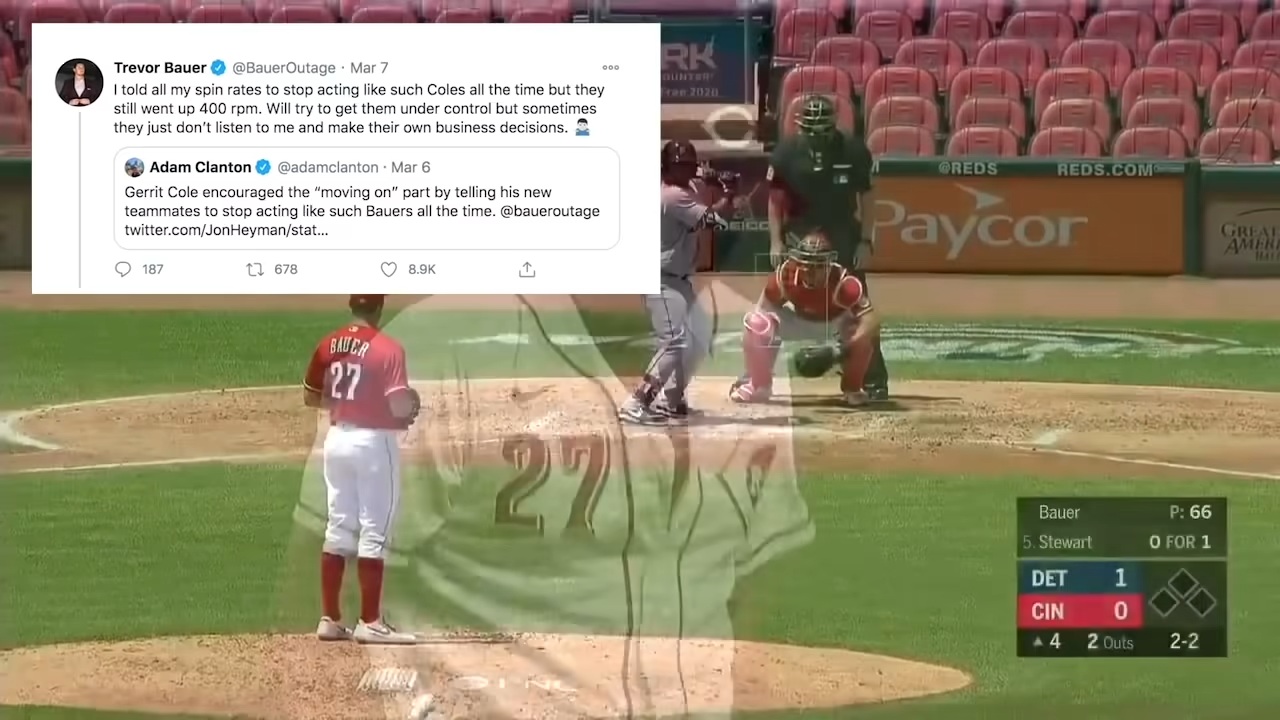 Trevor Bauer @BauerOutage · Mar 7
I told all my spin rates to stop acting like such Coles all the time but they
still went up 400 rpm. Will try to get them under control but sometimes
they just don't listen to me and make their own business decisions.
Adam Clanton @adamclanton · Mar 6
Gerrit Cole encouraged the "moving on" part by telling his new
teammates to stop acting like such Bauers all the time. @baueroutage
twitter.com/JonHeyman/stat...
187 678 8.9K
@REDS REDS.COM
Paycor
GEICO
GREAT
AMERICAN
BAUER
27
27
Bauer P: 66
5. Stewart 0 FOR 1
DET 1
CIN 0
4 2 Outs 2-2